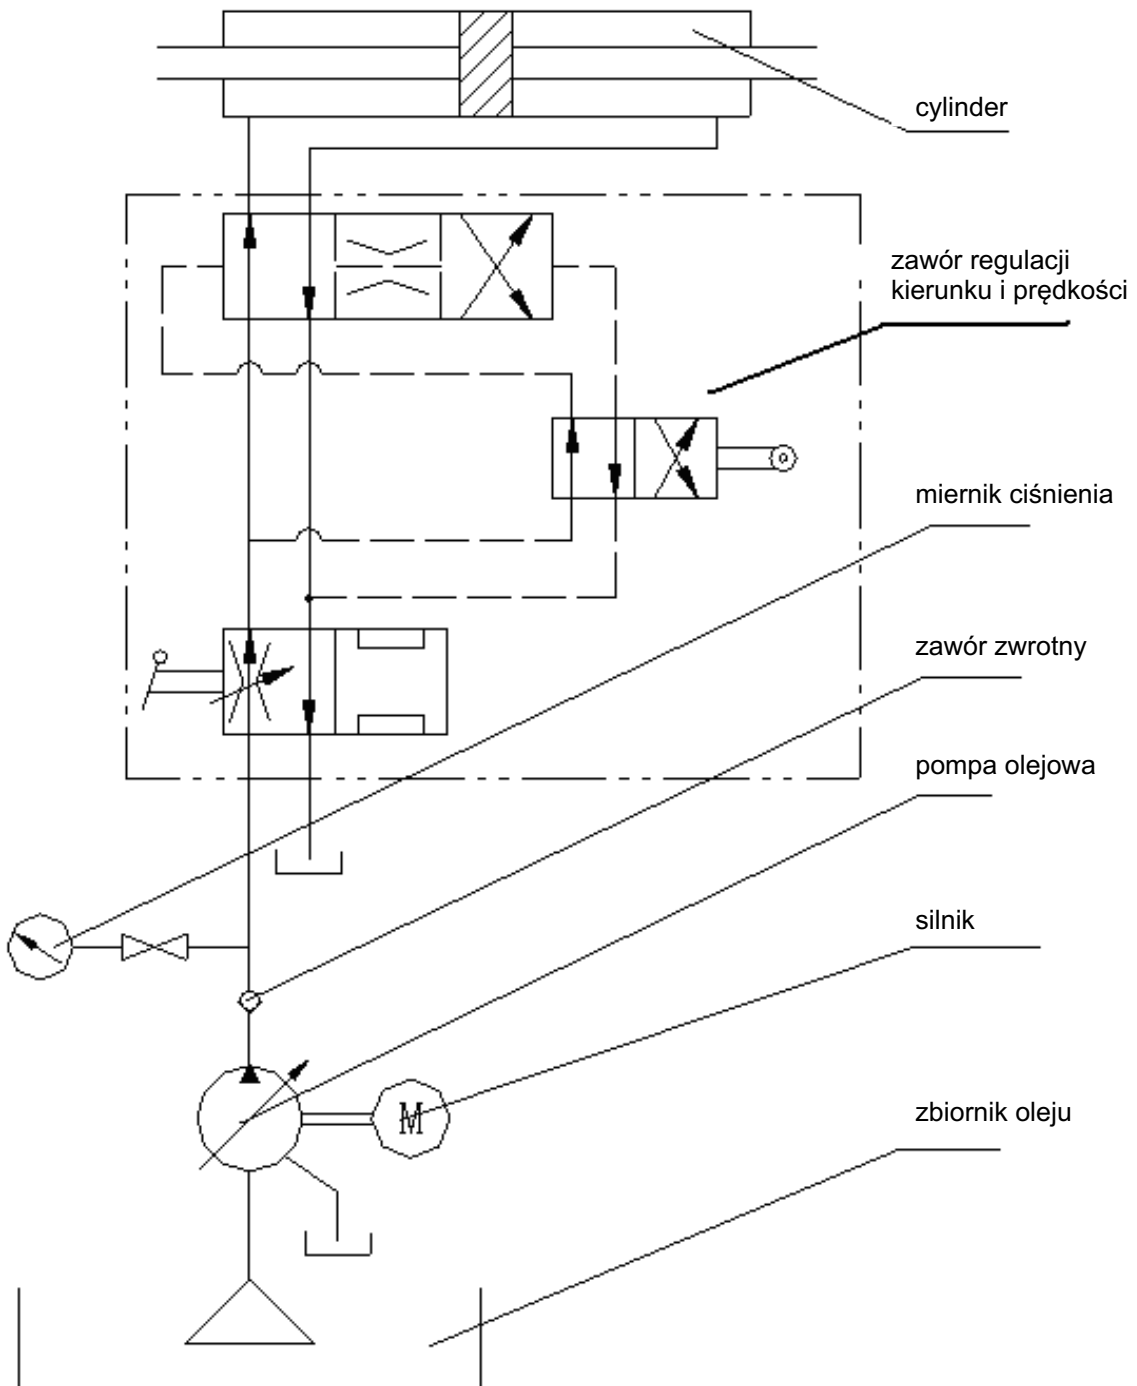 cylinder
zawór regulacji
kierunku i prędkości
miernik ciśnienia
zawór zwrotny
pompa olejowa
silnik
M
zbiornik oleju